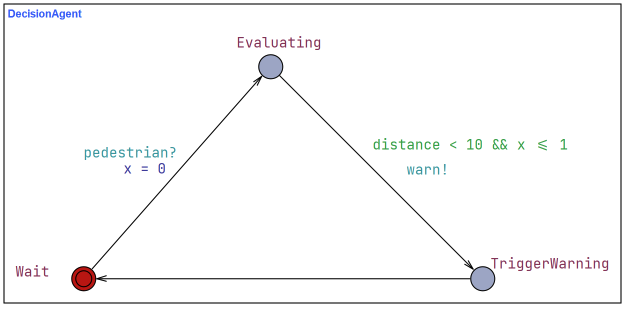 DecisionAgent
Evaluating
pedestrian?
x = 0
distance < 10 && x ⩽ 1
warn!
Wait
TriggerWarning